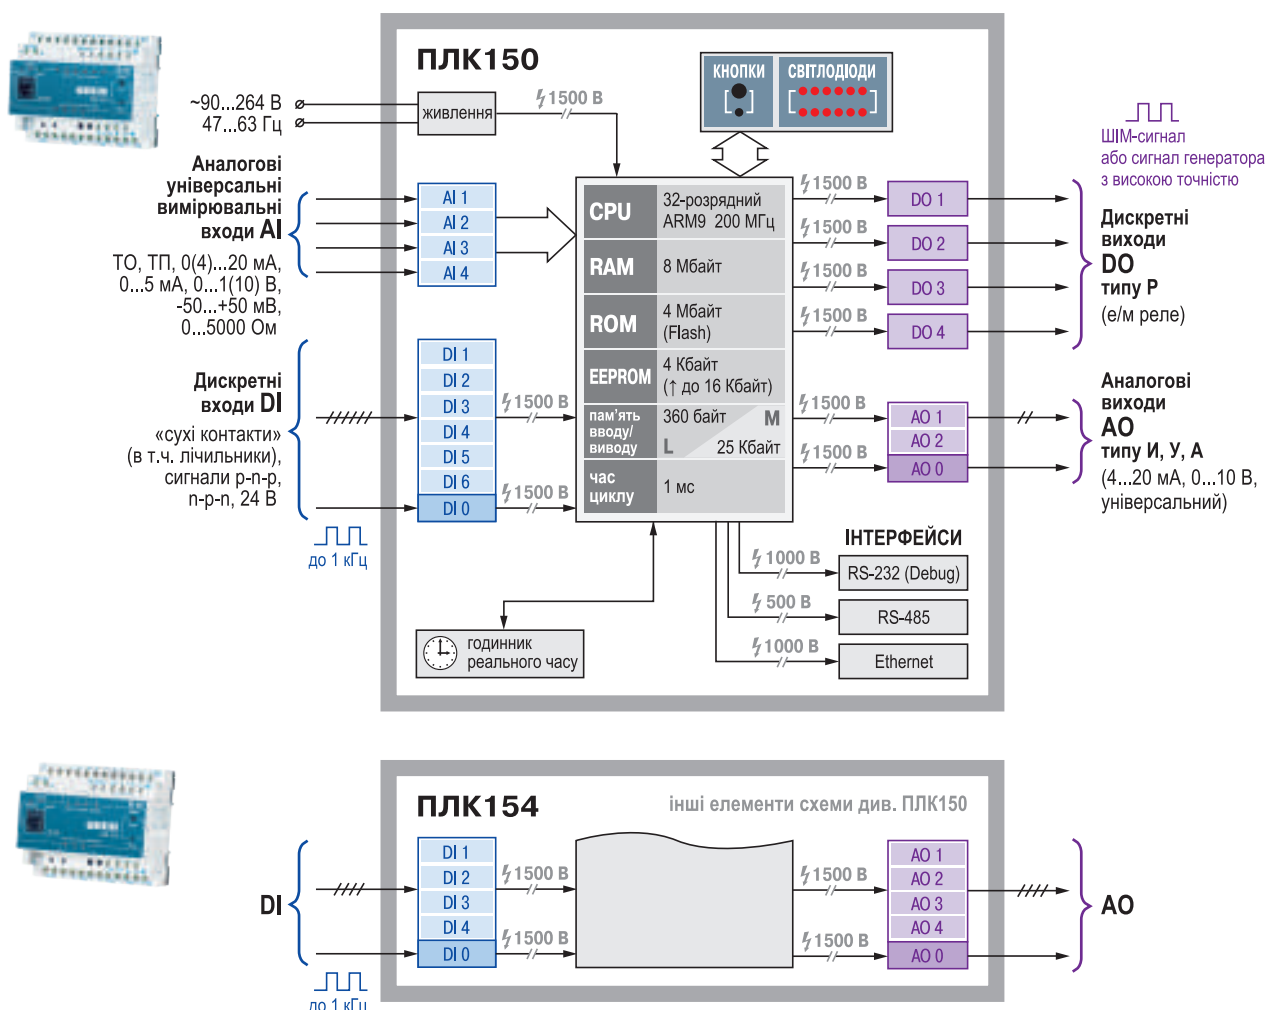 ПЛК150
КНОПКИ
СВІТЛОДІОДИ
~90...264 В
47...63 Гц
живлення
1500 В
Аналогові
універсальні
вимірювальні
входи AI
ТО, ТП, 0(4)...20 мА,
0...5 мА, 0...1(10) В,
-50...+50 мВ,
0...5000 Ом
AI 1
AI 2
AI 3
AI 4
Дискретні
входи DI
«сухі контакти»
(в т.ч. лічильники),
сигнали p-n-p,
n-p-n, 24 В
до 1 кГц
DI 1
DI 2
DI 3
DI 4
DI 5
DI 6
DI 0
1500 В
1500 В
CPU
32-розрядний
ARM9 200 МГц
RAM
8 Мбайт
ROM
4 Мбайт
(Flash)
EEPROM
4 Кбайт
(↑ до 16 Кбайт)
пам'ять
вводу/
виводу
360 байт
M
L
25 Кбайт
час
циклу
1 мс
1500 В
1500 В
1500 В
1500 В
DO 1
DO 2
DO 3
DO 4
ШІМ-сигнал
або сигнал генератора
з високою точністю
Дискретні
виходи
DO
типу Р
(е/м реле)
1500 В
1500 В
AO 1
AO 2
AO 0
Аналогові
виходи
AO
типу И, У, А
(4...20 мА, 0...10 В,
універсальний)
ІНТЕРФЕЙСИ
1000 В
RS-232 (Debug)
500 В
RS-485
1000 В
Ethernet
годинник
реального часу
ПЛК154
інші елементи схеми див. ПЛК150
DI
до 1 кГц
DI 1
DI 2
DI 3
DI 4
DI 0
1500 В
1500 В
1500 В
1500 В
AO 1
AO 2
AO 3
AO 4
AO 0
AO